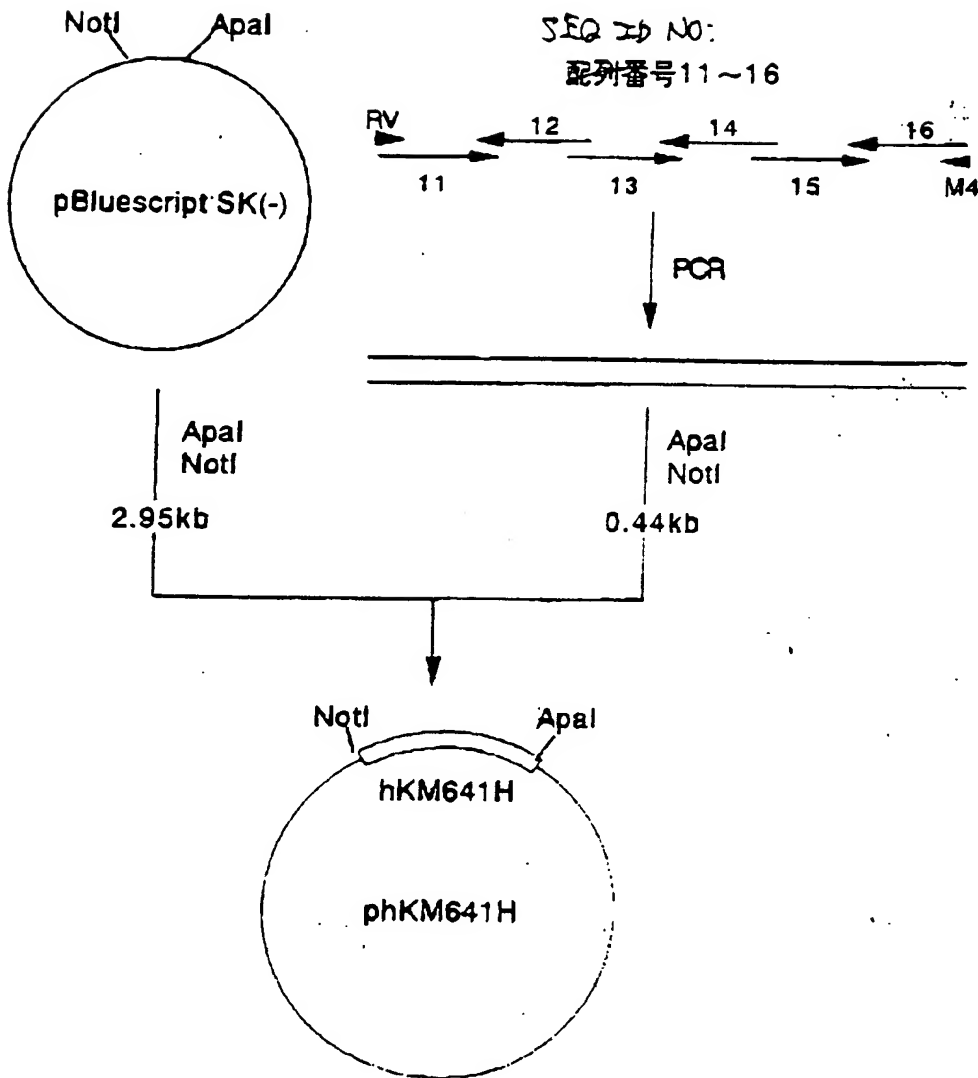 NotI
ApaI
pBluescript SK(-)
SEQ ID NO:
配列番号11~16
RV
12
14
16
11
13
15
M4
PCR
ApaI
NotI
2.95kb
ApaI
NotI
0.44kb
NotI
ApaI
hKM641H
phKM641H